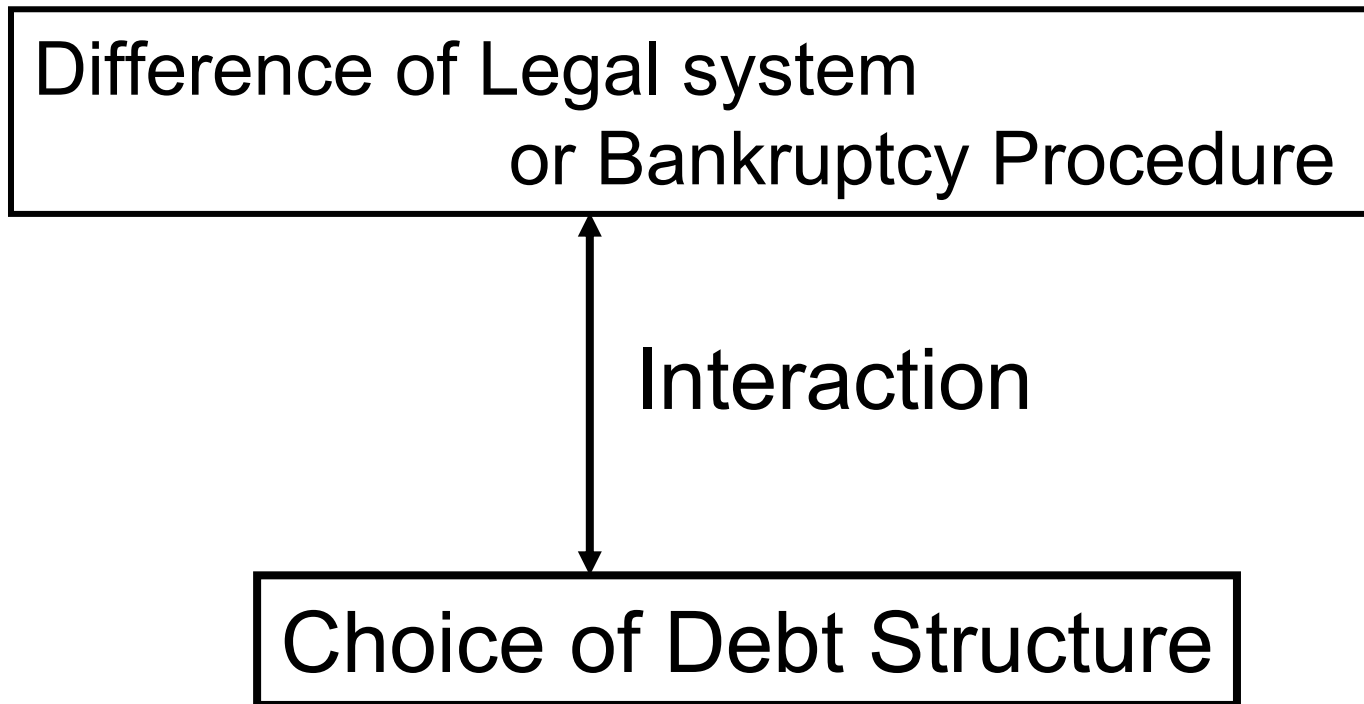 Difference of Legal system
or Bankruptcy Procedure
Interaction
Choice of Debt Structure